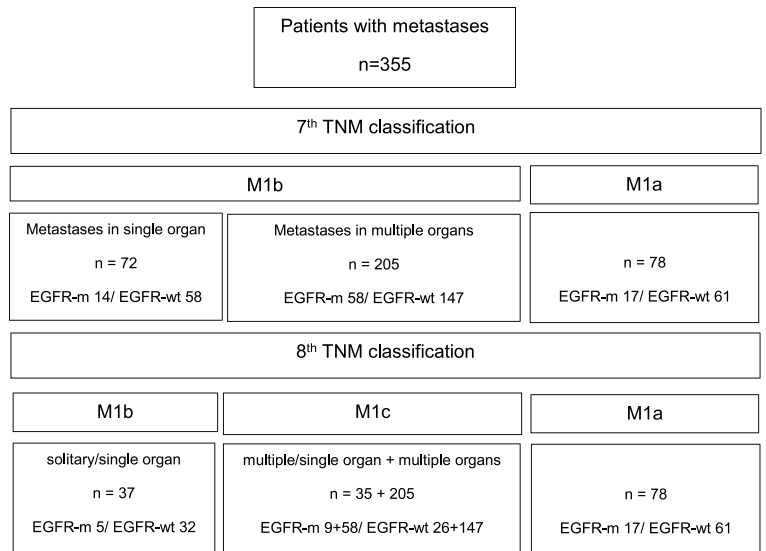 Patients with metastases
n=355
7th TNM classification
M1b
M1a
Metastases in single organ
n = 72
EGFR-m 14/ EGFR-wt 58
Metastases in multiple organs
n = 205
EGFR-m 58/ EGFR-wt 147
n = 78
EGFR-m 17/ EGFR-wt 61
8th TNM classification
M1b
M1c
M1a
solitary/single organ
n = 37
EGFR-m 5/ EGFR-wt 32
multiple/single organ + multiple organs
n = 35 + 205
EGFR-m 9+58/ EGFR-wt 26+147
n = 78
EGFR-m 17/ EGFR-wt 61